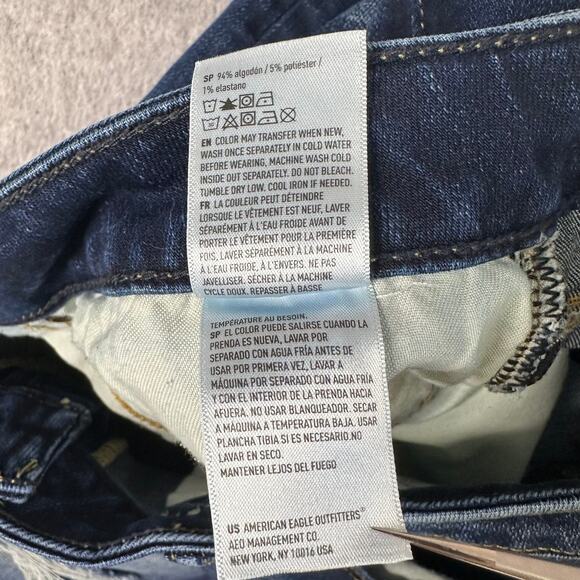 SP 94% algodón / 5% poliéster /
1% elastano
EN COLOR MAY TRANSFER WHEN NEW,
WASH ONCE SEPARATELY IN COLD WATER
BEFORE WEARING, MACHINE WASH COLD
INSIDE OUT SEPARATELY. DO NOT BLEACH.
TUMBLE DRY LOW. COOL IRON IF NEEDED.
FR LA COULEUR PEUT DÉTEINDRE
LORSQUE LE VÊTEMENT EST NEUF, LAVER
SÉPARÉMENT À L'EAU FROIDE AVANT DE
PORTER LE VÊTEMENT POUR LA PREMIÈRE
FOIS, LAVER SÉPARÉMENT À LA MACHINE
À L'EAU FROIDE, À L'ENVERS. NE PAS
JAVELLISER. SÉCHER À LA MACHINE
CYCLE DOUX. REPASSER À BASSE
TEMPÉRATURE AU BESOIN.
SP EL COLOR PUEDE SALIRSE CUANDO LA
PRENDA ES NUEVA, LAVAR POR
SEPARADO CON AGUA FRÍA ANTES DE
USAR POR PRIMERA VEZ, LAVAR A
MÁQUINA POR SEPARADO CON AGUA FRÍA
Y CON EL INTERIOR DE LA PRENDA HACIA
AFUERA. NO USAR BLANQUEADOR. SECAR
A MÁQUINA A TEMPERATURA BAJA. USAR
PLANCHA TIBIA SI ES NECESARIO NO
LAVAR EN SECO.
MANTENER LEJOS DEL FUEGO
US AMERICAN EAGLE OUTFITTERS®
AEO MANAGEMENT CO.
NEW YORK, NY 10016 USA